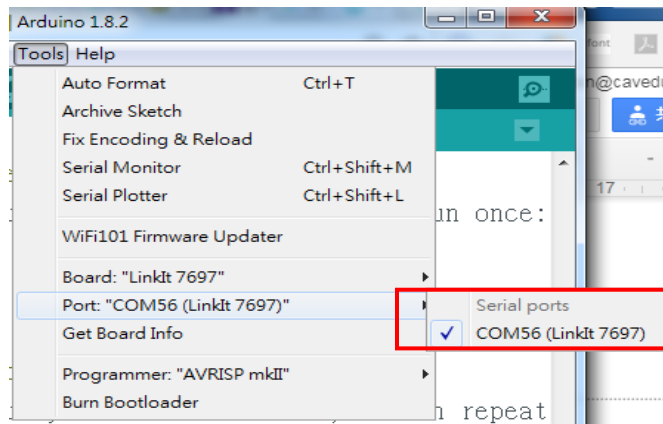 Arduino 1.8.2
Tools Help
Auto Format Ctrl+T
Archive Sketch
Fix Encoding & Reload
Serial Monitor Ctrl+Shift+M
Serial Plotter Ctrl+Shift+L
WiFi101 Firmware Updater
Board: "LinkIt 7697"
Port: "COM56 (LinkIt 7697)"
Get Board Info
Programmer: "AVRISP mkII"
Burn Bootloader
Serial ports
COM56 (LinkIt 7697)
once:
repeat
font
17